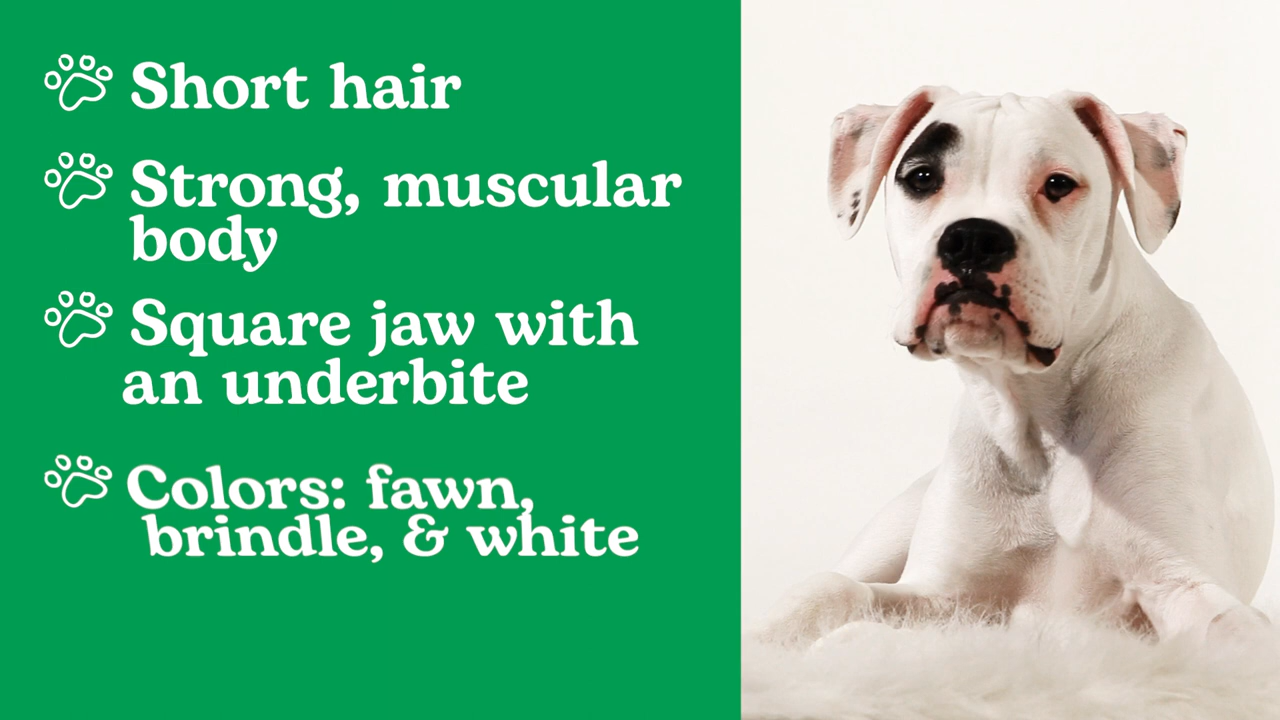 Short hair
Strong, muscular
body
Square jaw with
an underbite
Colors: fawn,
brindle, & white